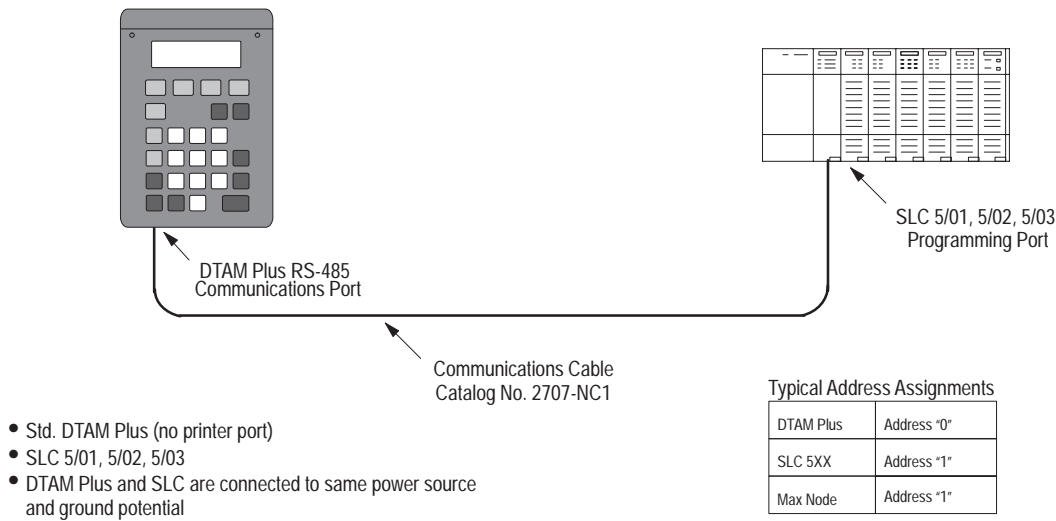 SLC 5/01, 5/02, 5/03
Programming Port
DTAM Plus RS-485
Communications Port
Communications Cable
Catalog No. 2707-NC1
• Std. DTAM Plus (no printer port)
• SLC 5/01, 5/02, 5/03
• DTAM Plus and SLC are connected to same power source
and ground potential
Typical Address Assignments
DTAM Plus Address “0”
SLC 5XX Address “1”
Max Node Address “1”